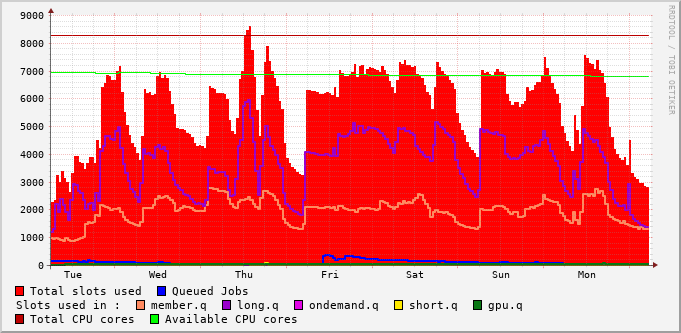 RRDTOOL / TOBI OETIKER
9000
8000
7000
6000
5000
4000
3000
2000
1000
0
Tue Wed Thu Fri Sat Sun Mon
Total slots used Queued Jobs
Slots used in : member.q long.q ondemand.q short.q gpu.q
Total CPU cores Available CPU cores